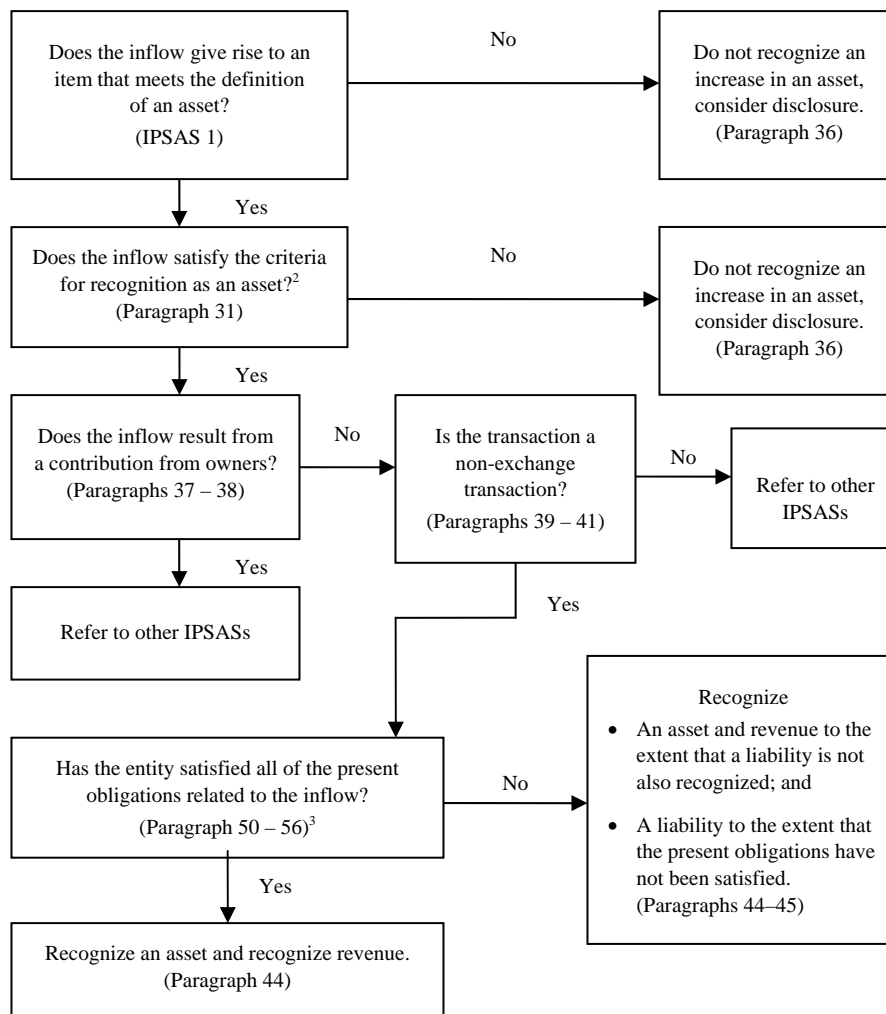 Does the inflow give rise to an
item that meets the definition
of an asset?
(IPSAS 1)
No
Do not recognize an
increase in an asset,
consider disclosure.
(Paragraph 36)
Yes
Does the inflow satisfy the criteria
for recognition as an asset?2
(Paragraph 31)
No
Do not recognize an
increase in an asset,
consider disclosure.
(Paragraph 36)
Yes
Does the inflow result from
a contribution from owners?
(Paragraphs 37 – 38)
No
Is the transaction a
non-exchange
transaction?
(Paragraphs 39 – 41)
No
Refer to other
IPSASs
Yes
Refer to other IPSASs
Yes
Has the entity satisfied all of the present
obligations related to the inflow?
(Paragraph 50 – 56)3
No
Recognize
• An asset and revenue to the
extent that a liability is not
also recognized; and
• A liability to the extent that
the present obligations have
not been satisfied.
(Paragraphs 44–45)
Yes
Recognize an asset and recognize revenue.
(Paragraph 44)